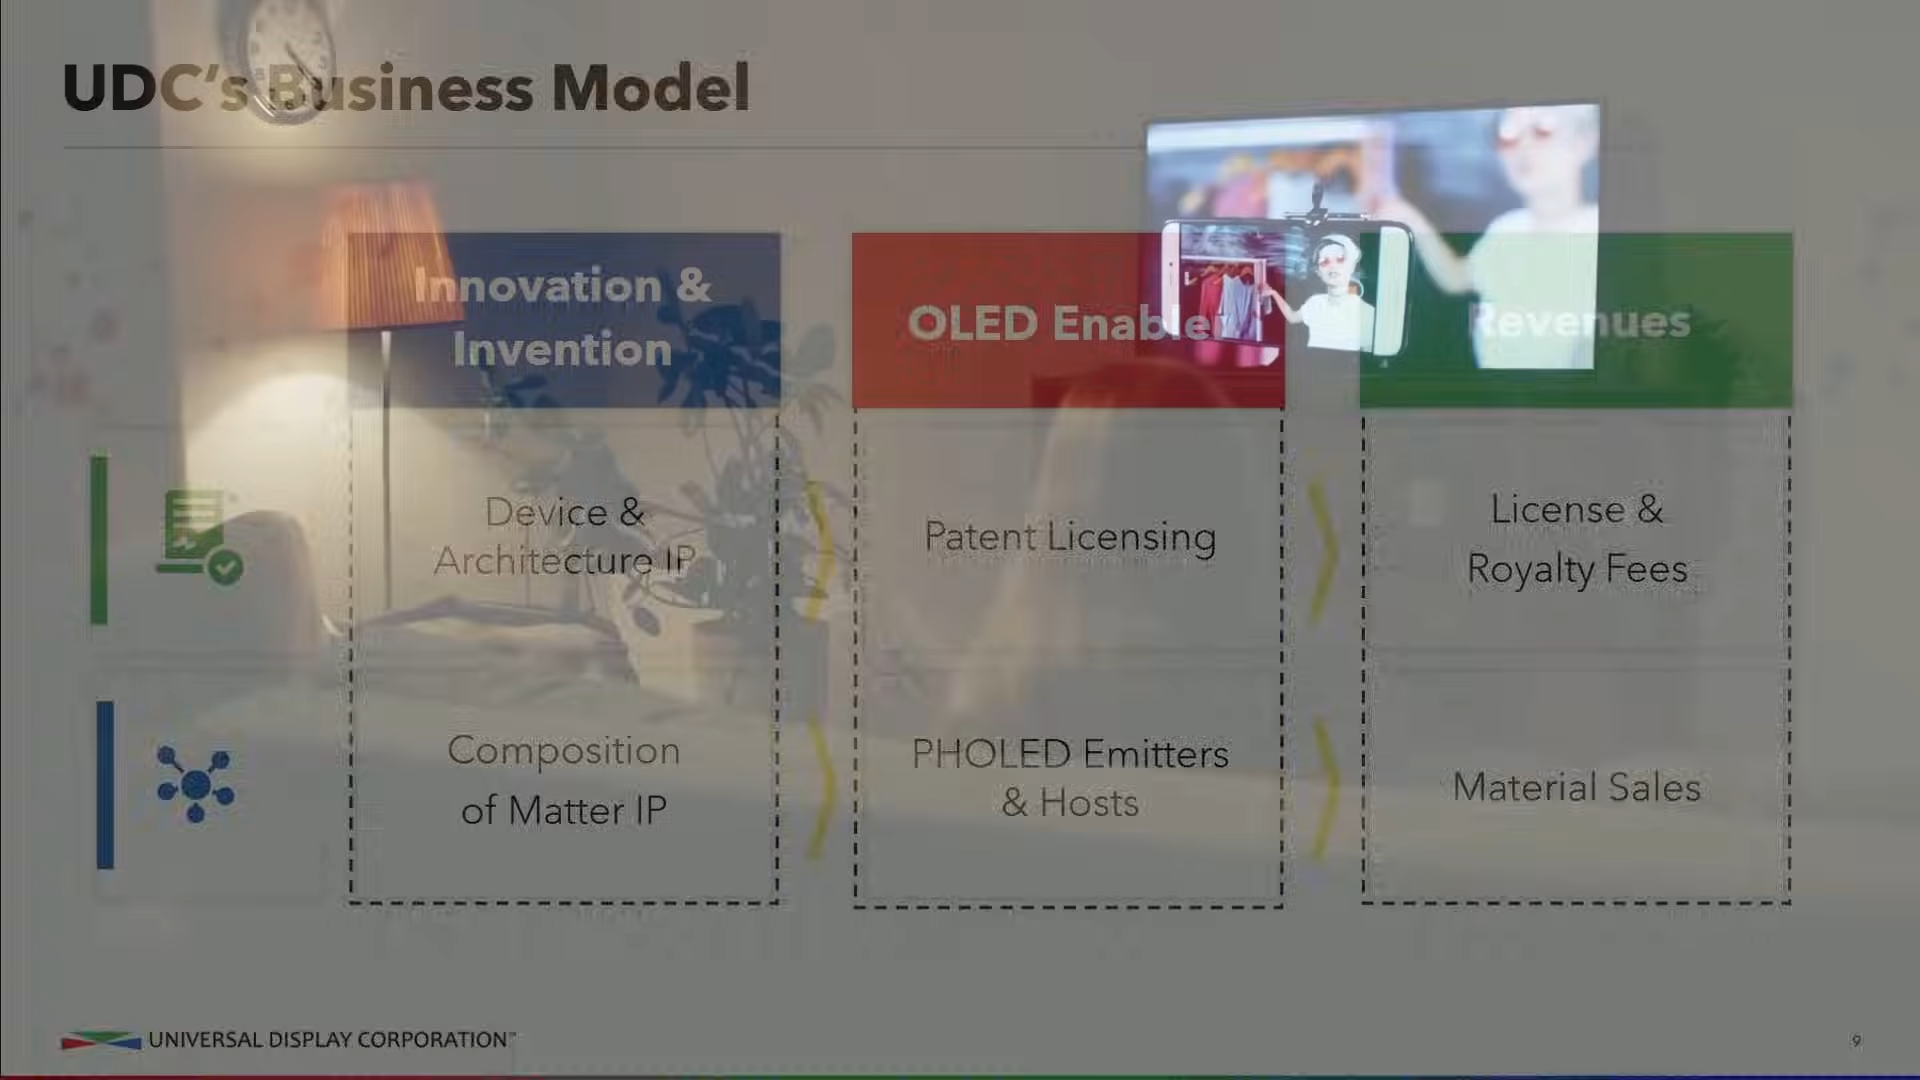 UDC's Business Model
Innovation &
Invention
OLED Enabler
Revenues
Device &
Architecture IP
Patent Licensing
License &
Royalty Fees
Composition
of Matter IP
PHOLED Emitters
& Hosts
Material Sales
UNIVERSAL DISPLAY CORPORATION™
9